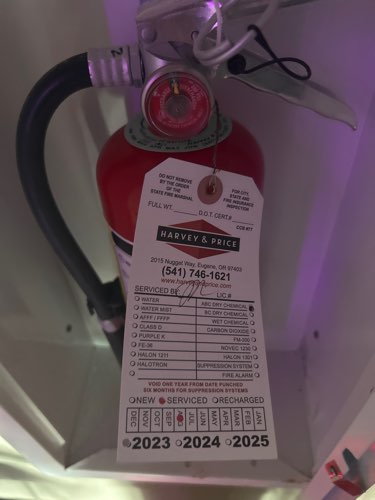 2
DO NOT REMOVE
BY THE ORDER
OF THE
STATE FIRE MARSHAL
FOR CITY,
STATE AND
FIRE INSURANCE
INSPECTION
FULL WT. D.O.T. CERT.#
COR KIT
HARVEY & PRICE
2015 Nugget Way, Eugene, OR 97403
(541) 746-1621
SERVICED BY LIC #
WATER
ABC DRY CHEMICAL
WATER MIST
BC DRY CHEMICAL
AFFF / FFFP
WET CHEMICAL
CLASS D
CARBON DIOXIDE
PURPLE K
FM-200
FE-36
NOVEC 1230
HALON 1211
HALON 1301
HALOTRON
SUPPRESSION SYSTEM
FIRE ALARM
VOID ONE YEAR FROM DATE PUNCHED
SIX MONTHS FOR SUPPRESSION SYSTEMS
NEW SERVICED RECHARGED
DEC NOV OCT SEP JUL JUN MAY APR MAR FEB JAN
2023 2024 2025